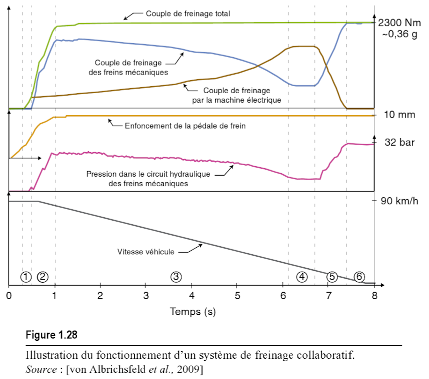 Couple de freinage total
2300 Nm
~0,36 g
Couple de freinage
des freins mécaniques
Couple de freinage
par la machine électrique
10 mm
Enfoncement de la pédale de frein
32 bar
Pression dans le circuit hydraulique
des freins mécaniques
90 km/h
Vitesse véhicule
1 2 3 4 5 6
0 1 2 3 4 5 6 7 8
Temps (s)
Figure 1.28
Illustration du fonctionnement d'un système de freinage collaboratif.
Source : [von Albrichsfeld et al., 2009]